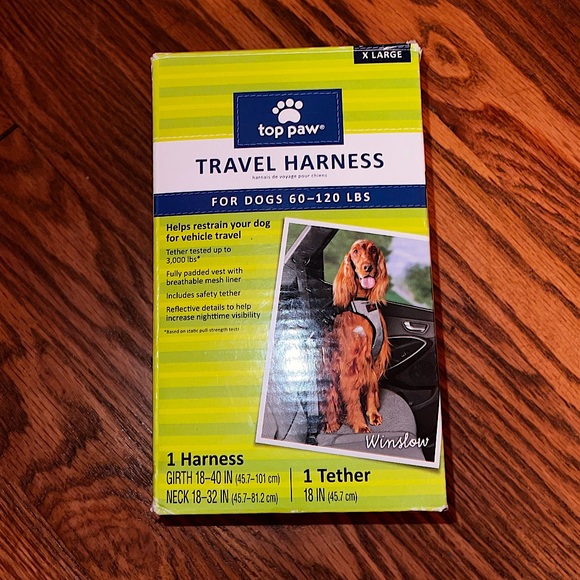 X LARGE
top paw®
TRAVEL HARNESS
harnais de voyage pour chiens
FOR DOGS 60–120 LBS
Helps restrain your dog
for vehicle travel
Tether tested up to
3,000 lbs*
Fully padded vest with
breathable mesh liner
Includes safety tether
Reflective details to help
increase nighttime visibility
*Based on static pull strength tests
Winslow
1 Harness
GIRTH 18–40 IN (45.7–101 cm)
NECK 18–32 IN (45.7–81.2 cm)
1 Tether
18 IN (45.7 cm)